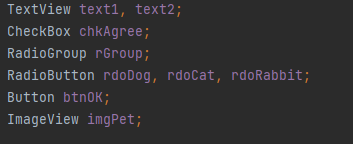 TextView text1, text2;
CheckBox chkAgree;
RadioGroup rGroup;
RadioButton rdoDog, rdoCat, rdoRabbit;
Button btnOK;
ImageView imgPet;